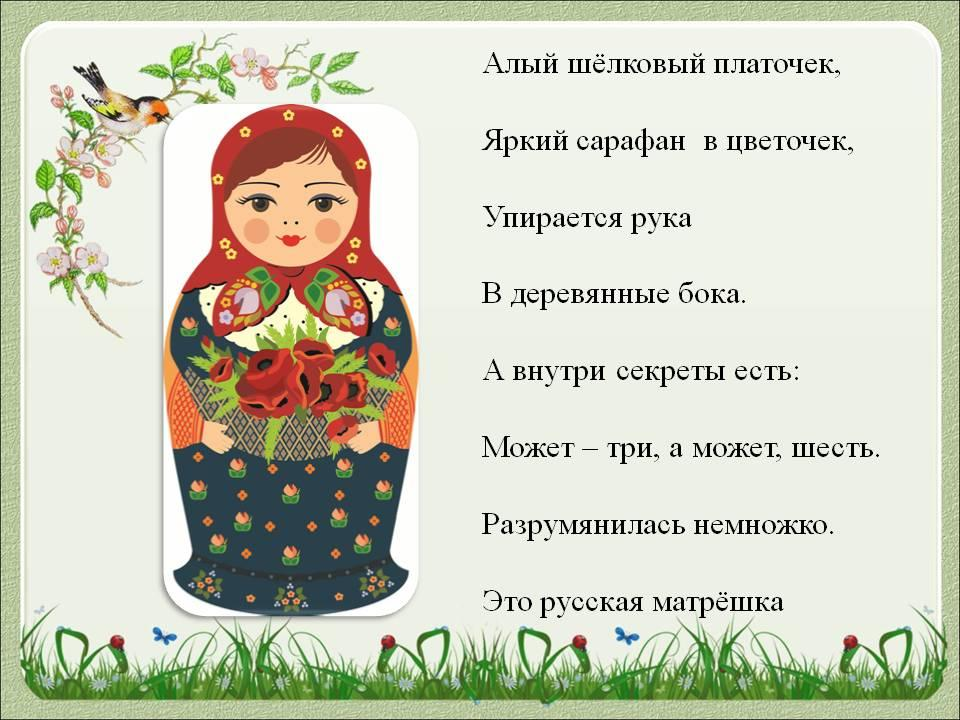 Алый шёлковый платочек,
Яркий сарафан в цветочек,
Упирается рука
В деревянные бока.
А внутри секреты есть:
Может – три, а может, шесть.
Разрумянилась немножко.
Это русская матрёшка